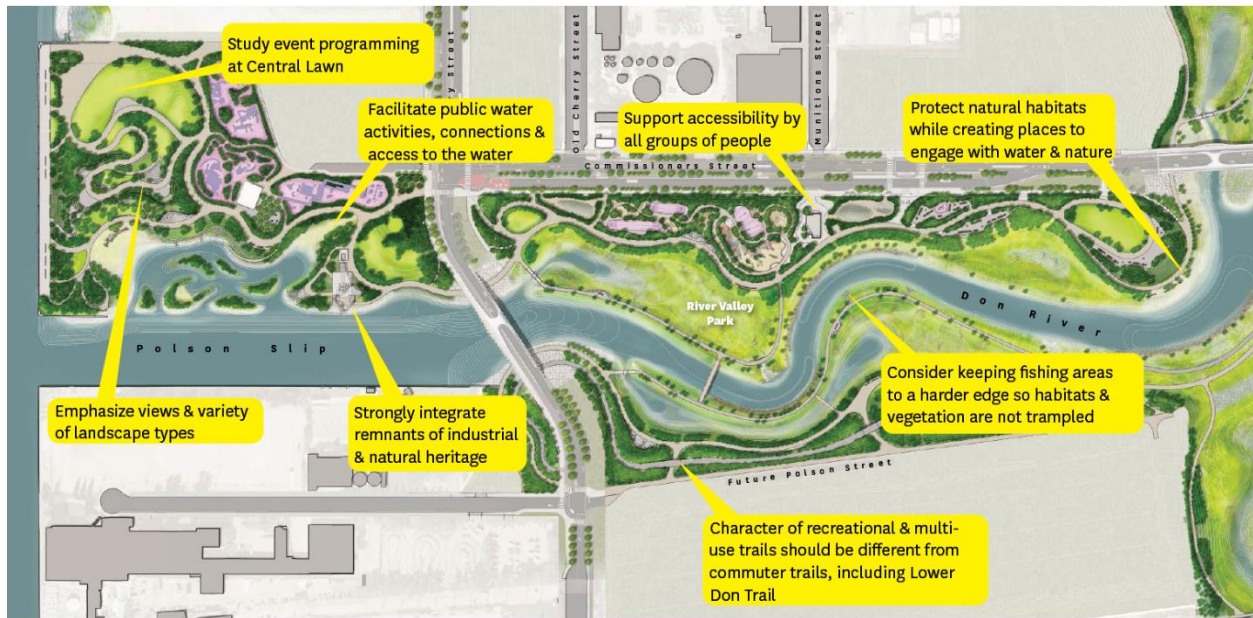 Study event programming
at Central Lawn
Facilitate public water
activities, connections &
access to the water
Support accessibility by
all groups of people
Protect natural habitats
while creating places to
engage with water & nature
y Street
old Cherry Street
Munitions Street
Commissioners Street
River Valley
Park
Don River
Polson Slip
Emphasize views & variety
of landscape types
Strongly integrate
remnants of industrial
& natural heritage
Consider keeping fishing areas
to a harder edge so habitats &
vegetation are not trampled
Future Polson Street
Character of recreational & multi-
use trails should be different from
commuter trails, including Lower
Don Trail